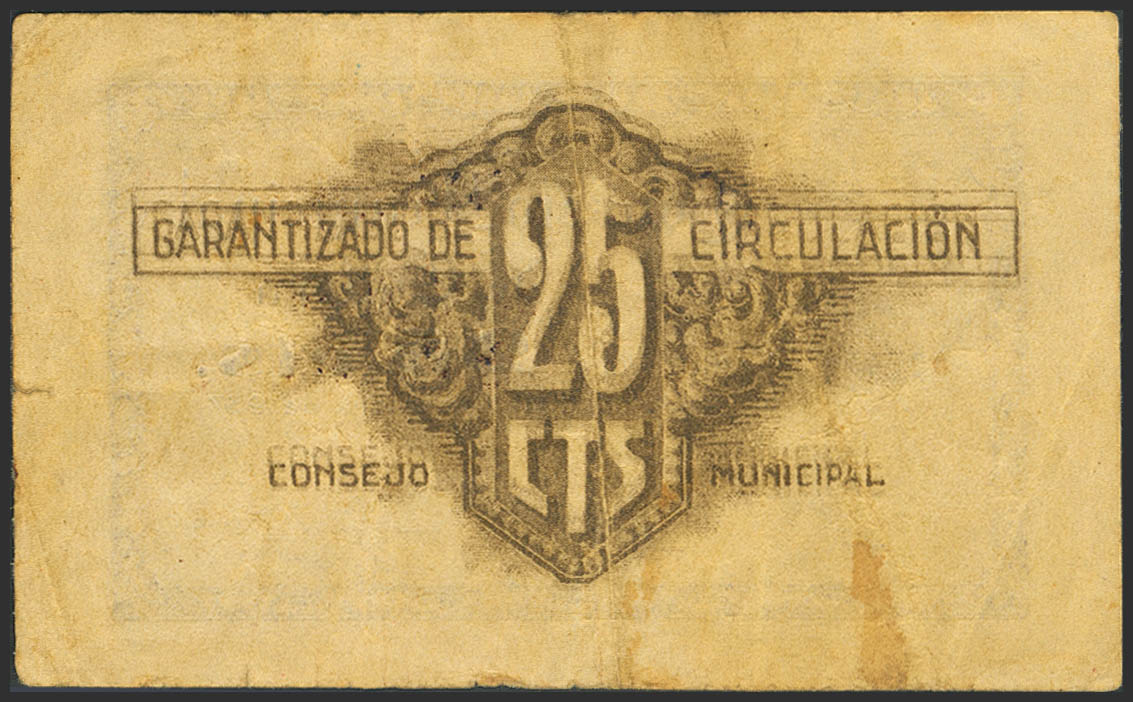 GARANTIZADO DE 25 CIRCULACIÓN
CTS
CONSEJO MUNICIPAL